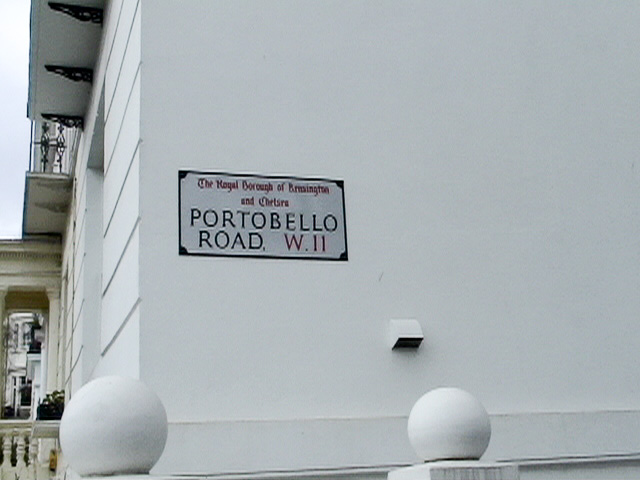 The Royal Borough of Kensington
and Chelsea
PORTOBELLO
ROAD, W.11